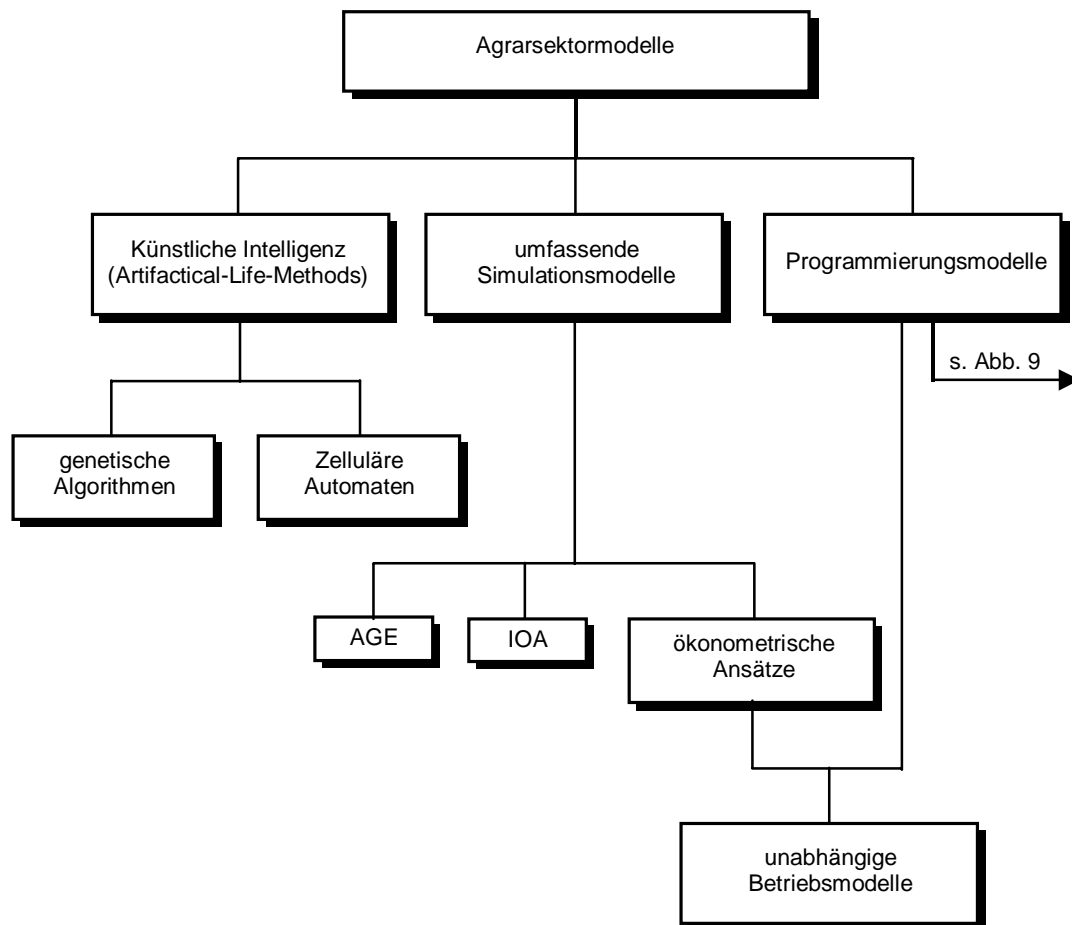 Agrarsektormodelle
Künstliche Intelligenz
(Artifactical-Life-Methods)
umfassende
Simulationsmodelle
Programmierungsmodelle
s. Abb. 9
genetische
Algorithmen
Zelluläre
Automaten
AGE
IOA
ökonometrische
Ansätze
unabhängige
Betriebsmodelle